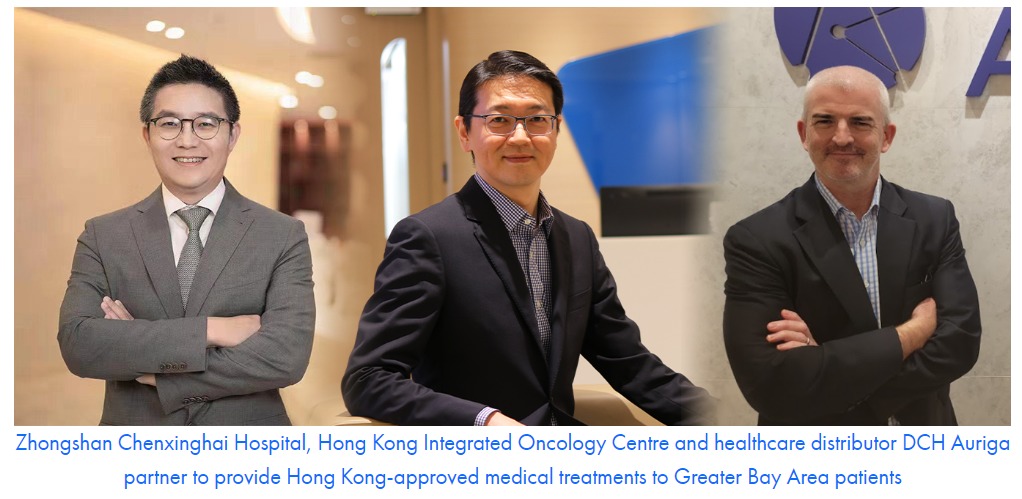 Zhongshan Chenxinghai Hospital, Hong Kong Integrated Oncology Centre and healthcare distributor DCH Auriga
partner to provide Hong Kong-approved medical treatments to Greater Bay Area patients